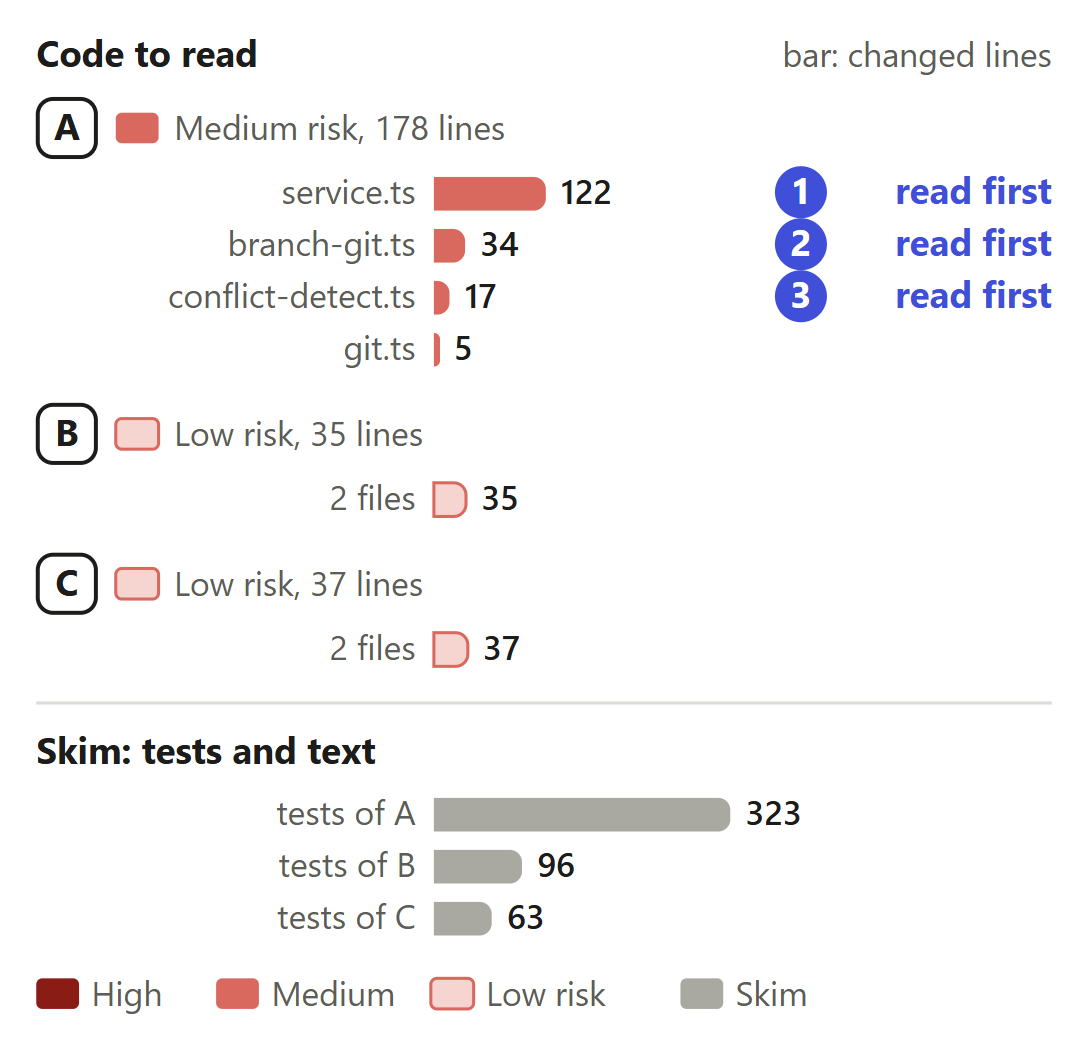 Code to read bar: changed lines
A Medium risk, 178 lines
service.ts 122 1 read first
branch-git.ts 34 2 read first
conflict-detect.ts 17 3 read first
git.ts 5
B Low risk, 35 lines
2 files 35
C Low risk, 37 lines
2 files 37
Skim: tests and text
tests of A 323
tests of B 96
tests of C 63
High Medium Low risk Skim